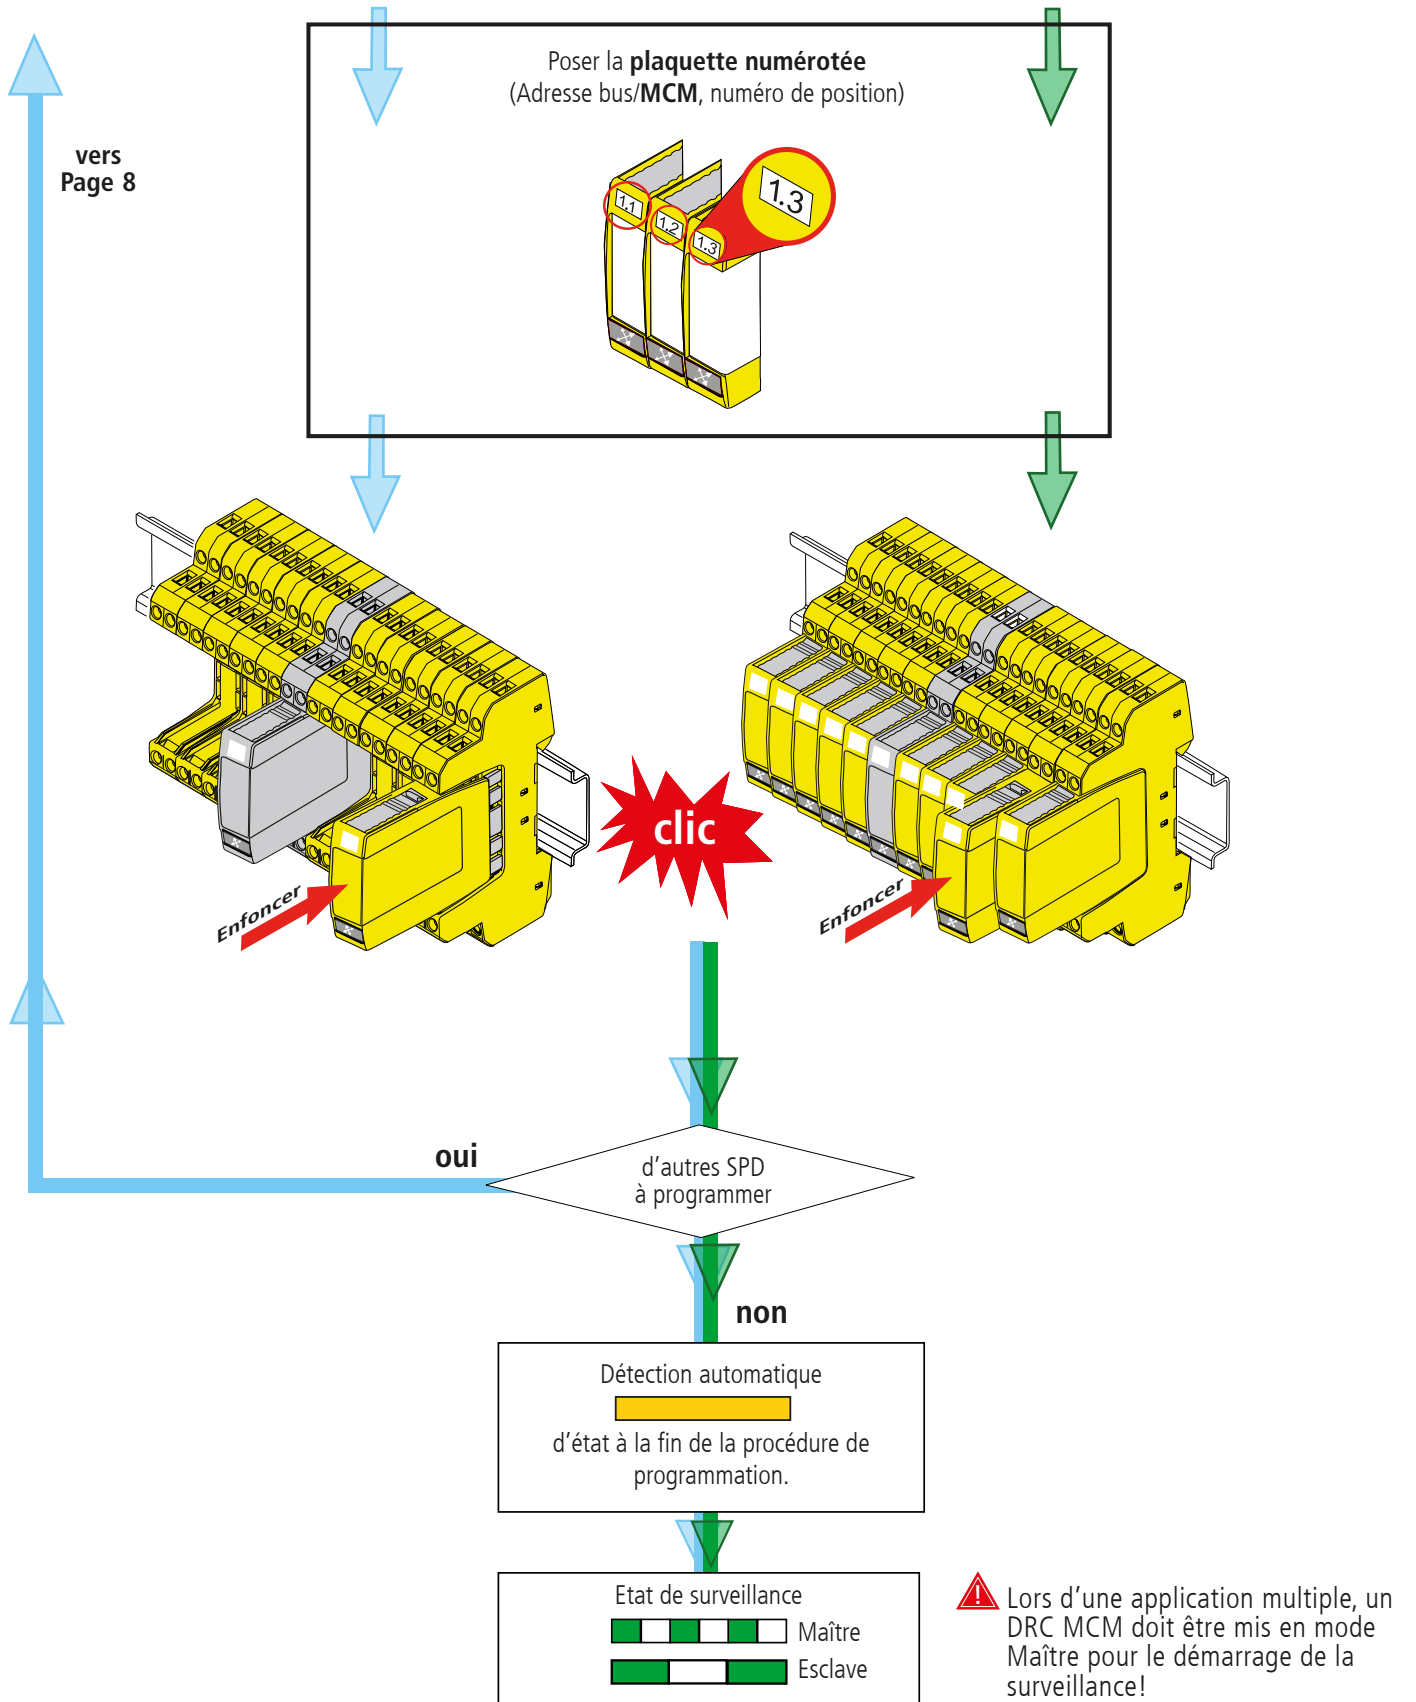 Poser la plaquette numérotée
(Adresse bus/MCM, numéro de position)
vers
Page 8
1.1
1.2
1.3
1.3
Enfoncer
clic
Enfoncer
oui
d’autres SPD
à programmer
non
Détection automatique
d’état à la fin de la procédure de
programmation.
Etat de surveillance
Maître
Esclave
! Lors d’une application multiple, un
DRC MCM doit être mis en mode
Maître pour le démarrage de la
surveillance!